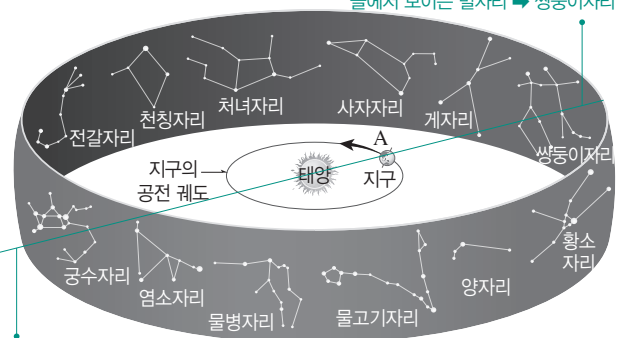 보이는 별자리 ➡ 쌍둥이자리
전갈자리
천칭자리
처녀자리
사자자리
게자리
쌍둥이자리
지구의
공전 궤도
태양
A
지구
궁수자리
염소자리
물병자리
물고기자리
양자리
황소
자리